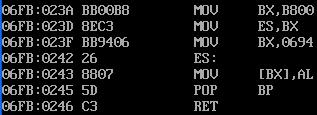 06FB:023A BB00B8 MOV BX,B800
06FB:023D 8EC3 MOV ES,BX
06FB:023F BB9406 MOV BX,0694
06FB:0242 26 ES:
06FB:0243 8807 MOV [BX],AL
06FB:0245 5D POP BP
06FB:0246 C3 RET